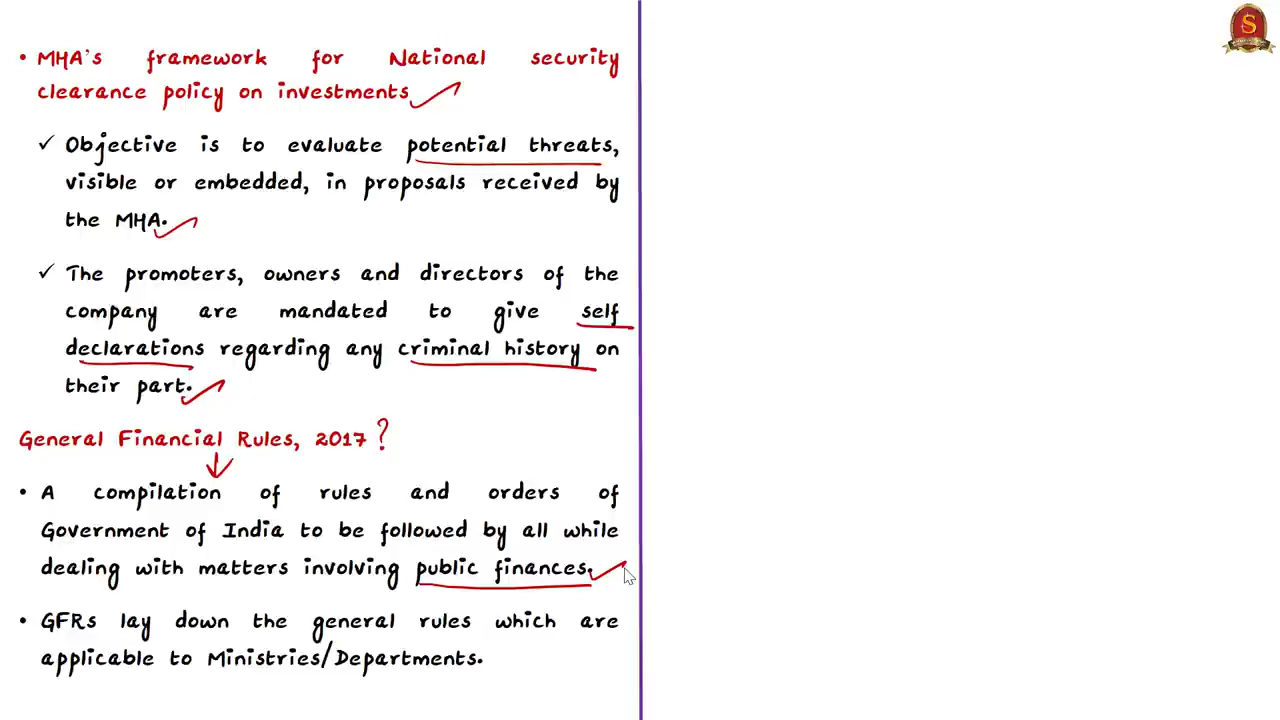 • MHA's framework for National security
clearance policy on investments
✓ Objective is to evaluate potential threats,
visible or embedded, in proposals received by
the MHA.
✓ The promoters, owners and directors of the
company are mandated to give self
declarations regarding any criminal history on
their part.
General Financial Rules, 2017?
• A compilation of rules and orders of
Government of India to be followed by all while
dealing with matters involving public finances.
• GFRs lay down the general rules which are
applicable to Ministries/Departments.
S